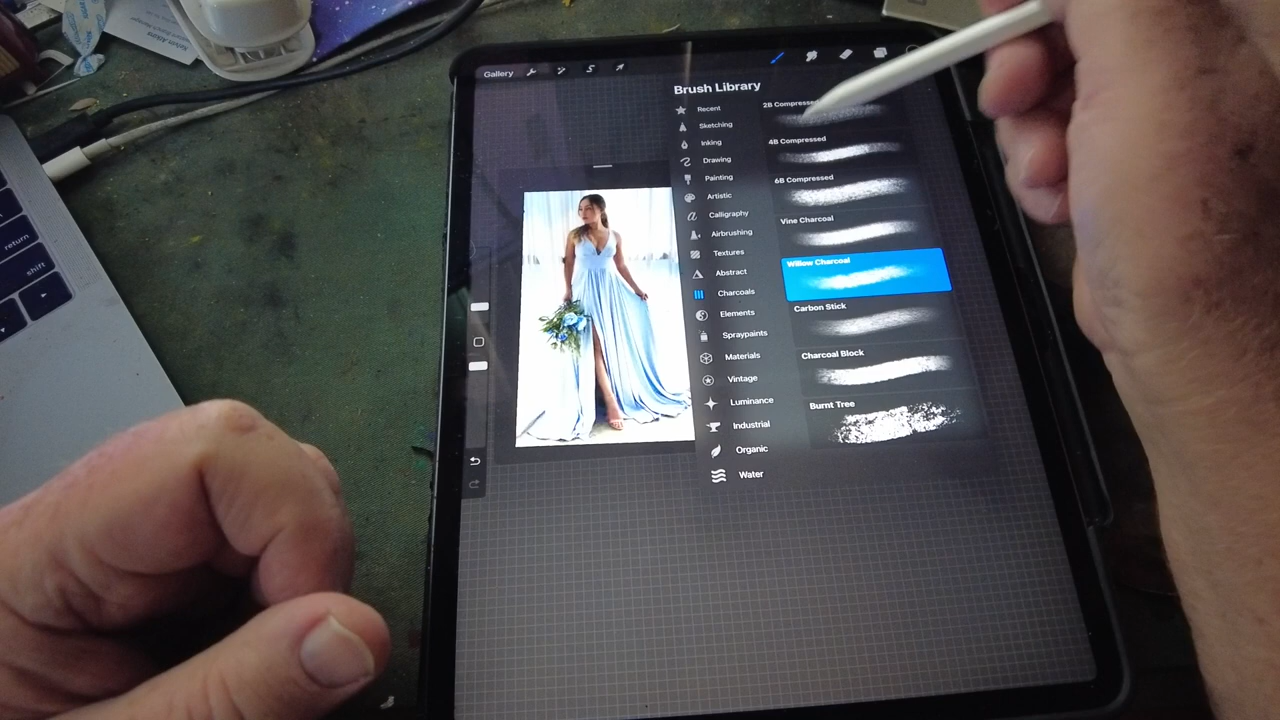 Gallery
Brush Library
Recent
Sketching
Inking
Drawing
Painting
Artistic
Calligraphy
Airbrushing
Textures
Abstract
Charcoals
Elements
Spraypaints
Materials
Vintage
Luminance
Industrial
Organic
Water
2B Compressed
4B Compressed
6B Compressed
Vine Charcoal
Willow Charcoal
Carbon Stick
Charcoal Block
Burnt Tree
return
shift